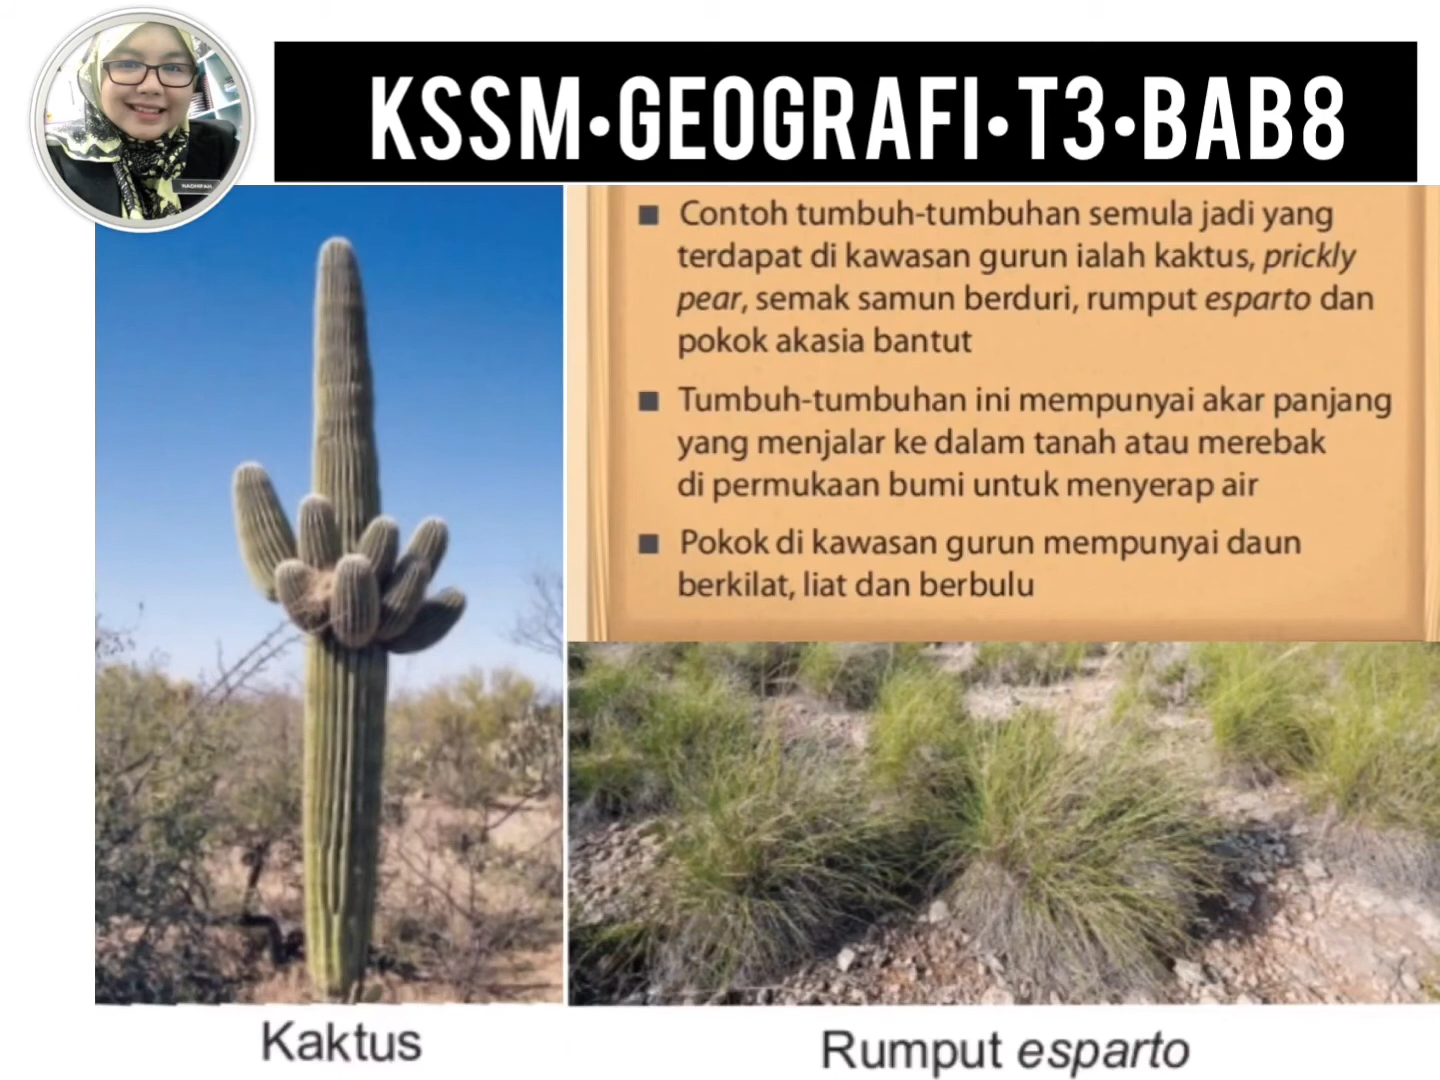 KSSM•GEOGRAFI•T3•BAB8
■ Contoh tumbuh-tumbuhan semula jadi yang
terdapat di kawasan gurun ialah kaktus, prickly
pear, semak samun berduri, rumput esparto dan
pokok akasia bantut
■ Tumbuh-tumbuhan ini mempunyai akar panjang
yang menjalar ke dalam tanah atau merebak
di permukaan bumi untuk menyerap air
■ Pokok di kawasan gurun mempunyai daun
berkilat, liat dan berbulu
Kaktus
Rumput esparto